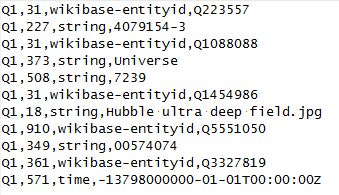 Q1,31,wikibase-entityid,Q223557
Q1,227,string,4079154-3
Q1,31,wikibase-entityid,Q1088088
Q1,373,string,Universe
Q1,508,string,7239
Q1,31,wikibase-entityid,Q1454986
Q1,18,string,Hubble ultra deep field.jpg
Q1,910,wikibase-entityid,Q5551050
Q1,349,string,00574074
Q1,361,wikibase-entityid,Q3327819
Q1,571,time,-13798000000-01-01T00:00:00Z